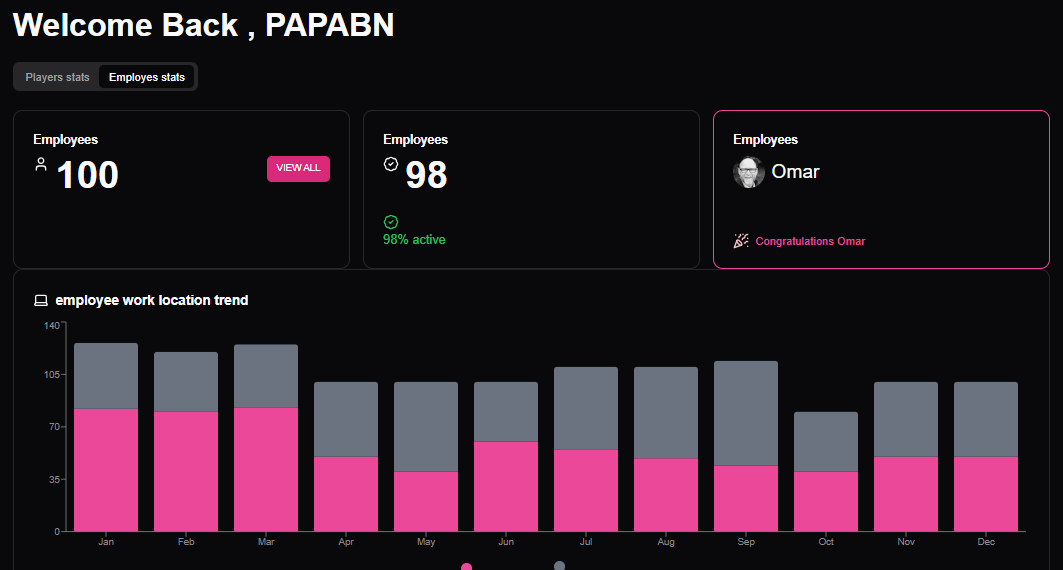 Welcome Back , PAPABN
Players stats
Employes stats
Employees
100
VIEW ALL
Employees
98
98% active
Employees
Omar
Congratulations Omar
employee work location trend
140
105
70
35
0
Jan Feb Mar Apr May Jun Jul Aug Sep Oct Nov Dec